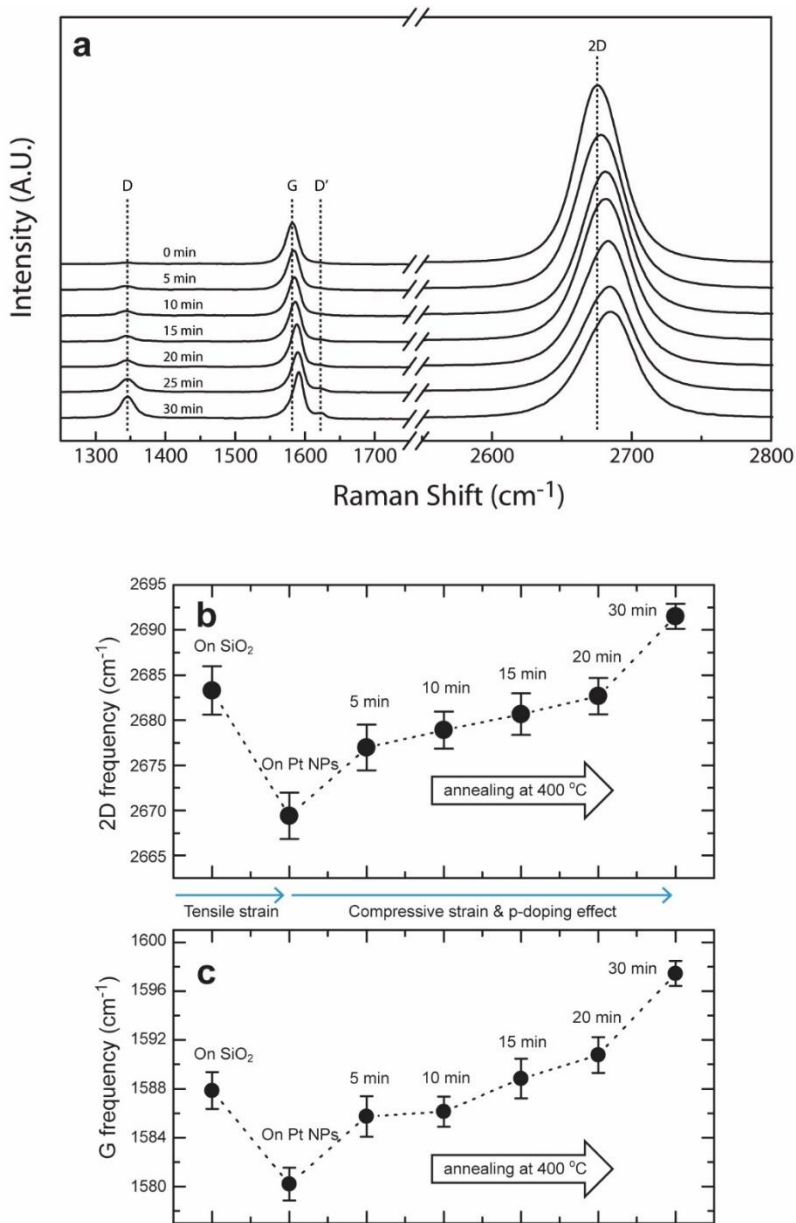 a
2D
D
G
D'
0 min
5 min
10 min
15 min
20 min
25 min
30 min
Intensity (A.U.)
1300
1400
1500
1600
1700
2600
2700
2800
Raman Shift (cm-1)
b
2D frequency (cm-1)
2695
2690
2685
2680
2675
2670
2665
On SiO2
On Pt NPs
5 min
10 min
15 min
20 min
30 min
annealing at 400 oC
Tensile strain
Compressive strain & p-doping effect
c
G frequency (cm-1)
1600
1596
1592
1588
1584
1580
On SiO2
On Pt NPs
5 min
10 min
15 min
20 min
30 min
annealing at 400 oC